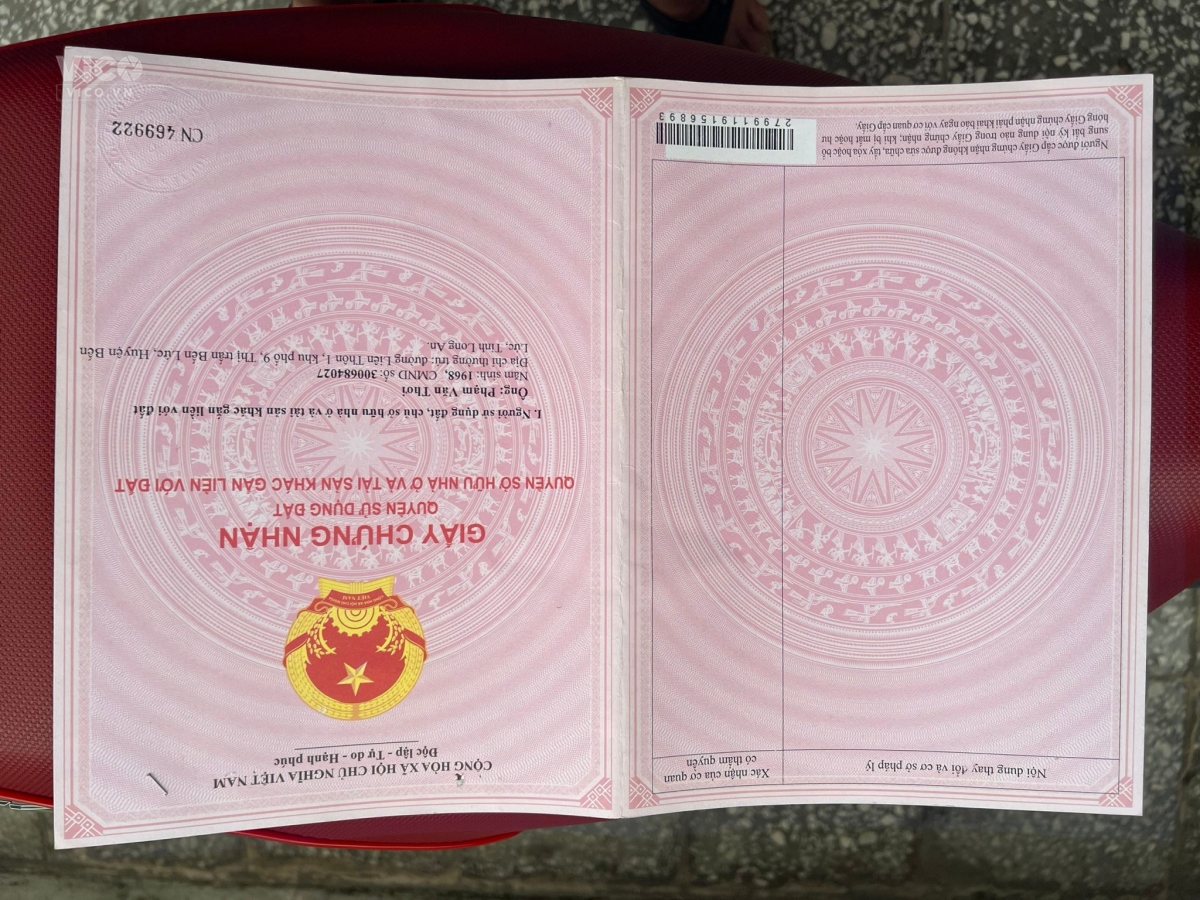 VICO
VICO.VN
CỘNG HÒA XÃ HỘI CHỦ NGHĨA VIỆT NAM
Độc lập - Tự do - Hạnh phúc
VIỆT NAM
GIẤY CHỨNG NHẬN
QUYỀN SỬ DỤNG ĐẤT
QUYỀN SỞ HỮU NHÀ Ở VÀ TÀI SẢN KHÁC GẮN LIỀN VỚI ĐẤT
I. Người sử dụng đất, chủ sở hữu nhà ở và tài sản khác gắn liền với đất
Ông: Phạm Văn Thơi
Năm sinh: 1968, CMND số: 300684027
Địa chỉ thường trú: đường Liên Thôn 1, Khu phố 9, Thị trấn Bến Lức, Huyện Bến
Lức, Tỉnh Long An.
CN 469922
Nội dung thay đổi và cơ sở pháp lý
Xác nhận của cơ quan
có thẩm quyền
Người được cấp Giấy chứng nhận không được sửa chữa, tẩy xóa hoặc bổ
sung bất kỳ nội dung nào trong Giấy chứng nhận; khi bị mất hoặc hư
hỏng Giấy chứng nhận phải khai báo ngay với cơ quan cấp Giấy.
2799119156893